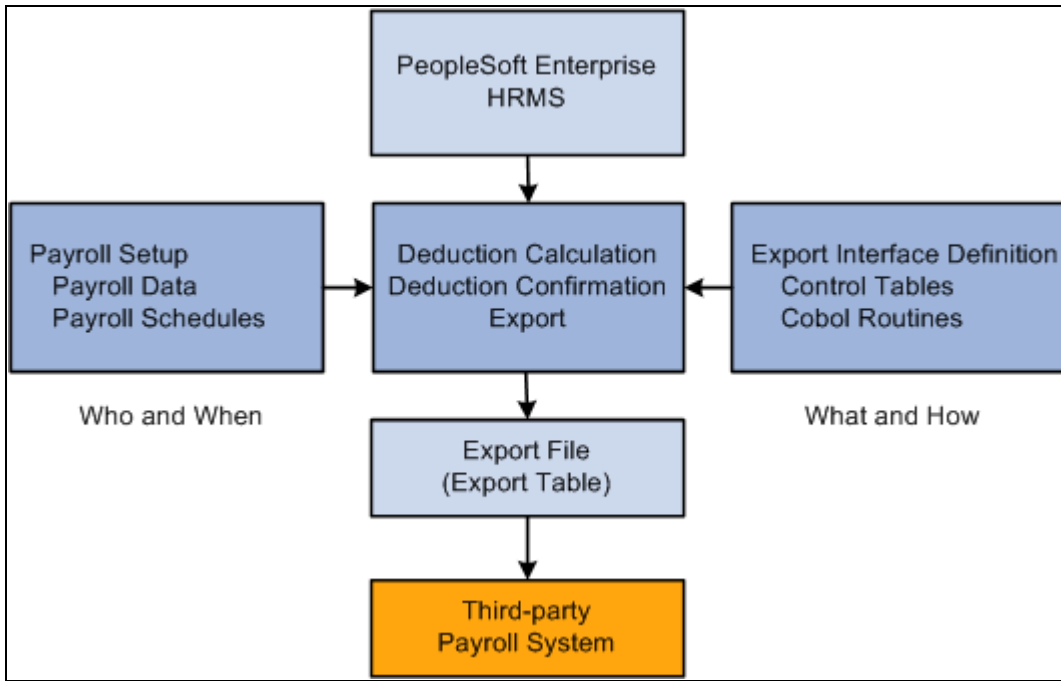 PeopleSoft Enterprise
HRMS
Payroll Setup
Payroll Data
Payroll Schedules
Deduction Calculation
Deduction Confirmation
Export
Export Interface Definition
Control Tables
Cobol Routines
Who and When
What and How
Export File
(Export Table)
Third-party
Payroll System